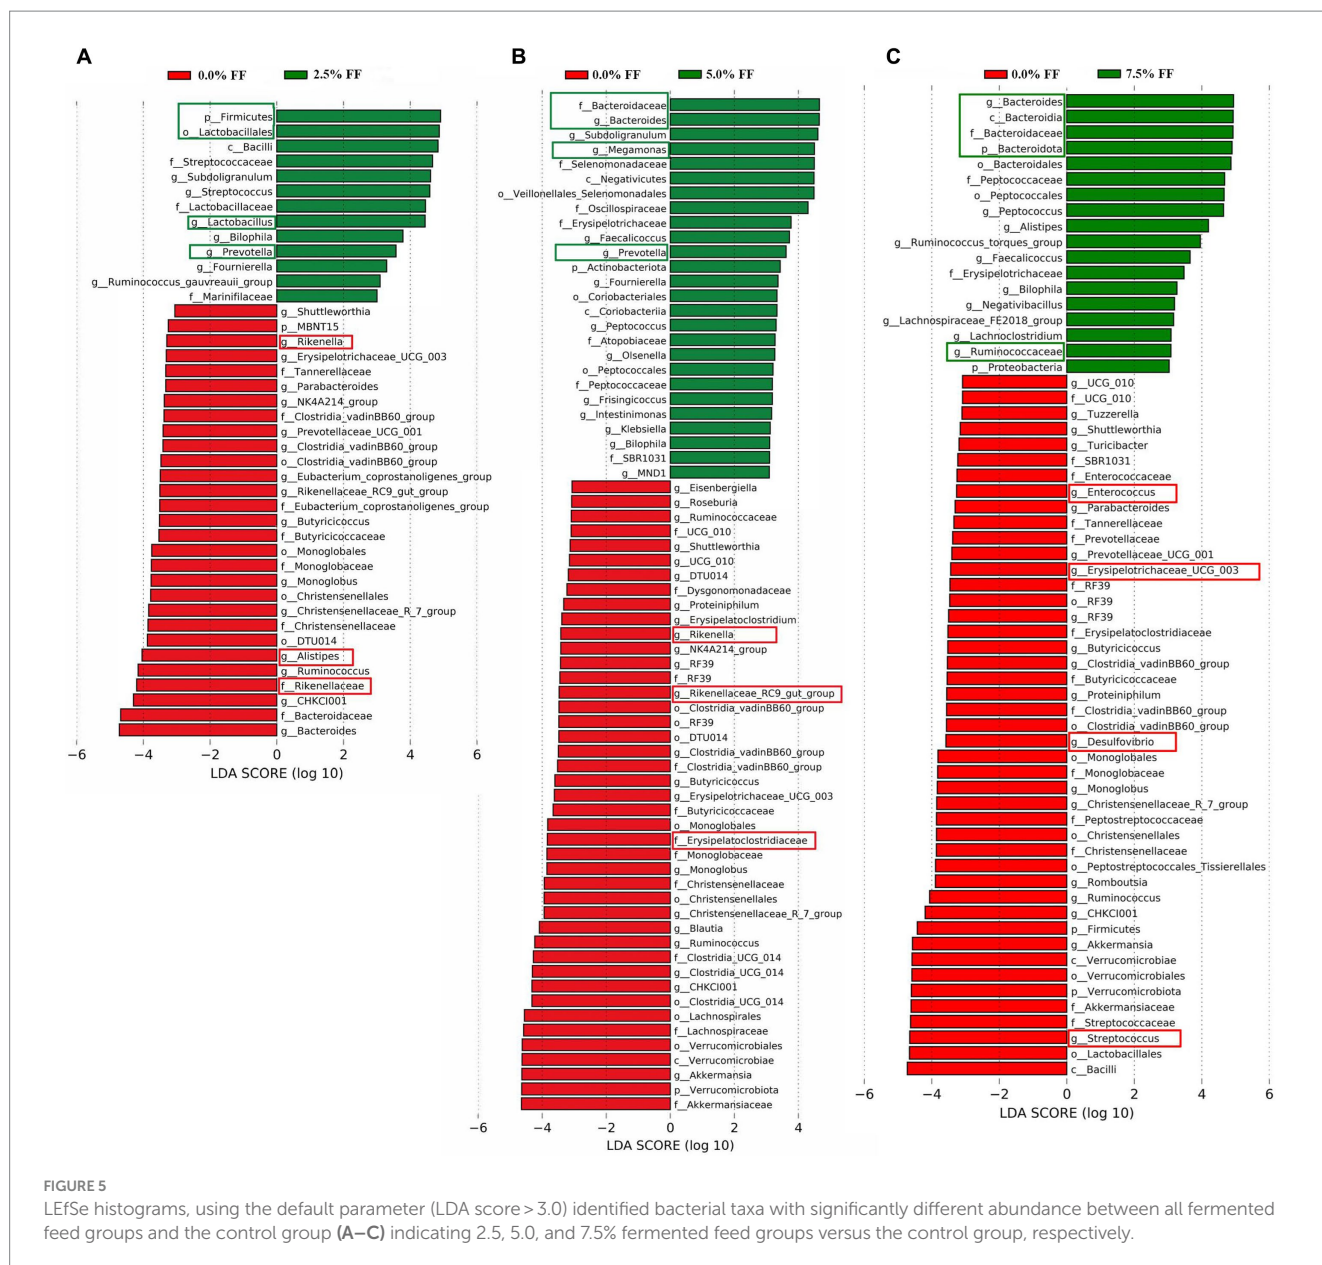 A
0.0% FF
2.5% FF
p__Firmicutes
o__Lactobacillales
c__Bacilli
f__Streptococcaceae
g__Subdoligranulum
g__Streptococcus
f__Lactobacillaceae
g__Lactobacillus
g__Bilophila
g__Prevotella
g__Fournierella
g__Ruminococcus_gauvreauii_group
f__Marinifilaceae
g__Shuttleworthia
p__MBNT15
g__Rikenella
g__Erysipelotrichaceae_UCG_003
f__Tannerellaceae
g__Parabacteroides
g__NK4A214_group
f__Clostridia_vadinBB60_group
g__Prevotellaceae_UCG_001
g__Clostridia_vadinBB60_group
o__Clostridia_vadinBB60_group
g__Eubacterium_coprostanoligenes_group
g__Rikenellaceae_RC9_gut_group
f__Eubacterium_coprostanoligenes_group
g__Butyricicoccus
f__Butyricicoccaceae
o__Monoglobales
f__Monoglobaceae
g__Monoglobus
o__Christensenellales
g__Christensenellaceae_R_7_group
f__Christensenellaceae
o__DTU014
g__Alistipes
g__Ruminococcus
f__Rikenellaceae
g__CHKCI001
f__Bacteroidaceae
g__Bacteroides
−6 −4 −2 0 2 4 6
LDA SCORE (log 10)
B
0.0% FF
5.0% FF
f__Bacteroidaceae
g__Bacteroides
g__Subdoligranulum
g__Megamonas
f__Selenomonadaceae
c__Negativicutes
o__Veillonellales_Selenomonadales
f__Oscillospiraceae
f__Erysipelotrichaceae
g__Faecalicoccus
g__Prevotella
p__Actinobacteriota
g__Fournierella
o__Coriobacteriales
c__Coriobacteriia
g__Peptococcus
f__Atopobiaceae
g__Olsenella
o__Peptococcales
f__Peptococcaceae
g__Frisingicoccus
g__Intestinimonas
g__Klebsiella
g__Bilophila
f__SBR1031
g__MND1
g__Eisenbergiella
g__Roseburia
g__Ruminococcaceae
f__UCG_010
g__Shuttleworthia
g__UCG_010
g__DTU014
f__Dysgonomonadaceae
g__Proteiniphilum
g__Erysipelatoclostridium
g__Rikenella
g__NK4A214_group
g__RF39
f__RF39
g__Rikenellaceae_RC9_gut_group
o__Clostridia_vadinBB60_group
o__RF39
o__DTU014
g__Clostridia_vadinBB60_group
f__Clostridia_vadinBB60_group
g__Butyricicoccus
g__Erysipelotrichaceae_UCG_003
f__Butyricicoccaceae
o__Monoglobales
f__Erysipelatoclostridiaceae
f__Monoglobaceae
g__Monoglobus
f__Christensenellaceae
o__Christensenellales
g__Christensenellaceae_R_7_group
g__Blautia
g__Ruminococcus
f__Clostridia_UCG_014
g__Clostridia_UCG_014
g__CHKCI001
o__Clostridia_UCG_014
o__Lachnospirales
f__Lachnospiraceae
o__Verrucomicrobiales
c__Verrucomicrobiae
g__Akkermansia
p__Verrucomicrobiota
f__Akkermansiaceae
−6 −4 −2 0 2 4
LDA SCORE (log 10)
C
0.0% FF
7.5% FF
g__Bacteroides
c__Bacteroidia
f__Bacteroidaceae
p__Bacteroidota
o__Bacteroidales
f__Peptococcaceae
o__Peptococcales
g__Peptococcus
g__Alistipes
g__Ruminococcus_torques_group
g__Faecalicoccus
f__Erysipelotrichaceae
g__Bilophila
g__Negativibacillus
g__Lachnospiraceae_FE2018_group
g__Lachnoclostridium
g__Ruminococcaceae
p__Proteobacteria
g__UCG_010
f__UCG_010
g__Tuzzerella
g__Shuttleworthia
g__Turicibacter
f__SBR1031
f__Enterococcaceae
g__Enterococcus
g__Parabacteroides
f__Tannerellaceae
f__Prevotellaceae
g__Prevotellaceae_UCG_001
g__Erysipelotrichaceae_UCG_003
f__RF39
o__RF39
g__RF39
f__Erysipelatoclostridiaceae
g__Butyricicoccus
g__Clostridia_vadinBB60_group
f__Butyricicoccaceae
g__Proteiniphilum
f__Clostridia_vadinBB60_group
o__Clostridia_vadinBB60_group
g__Desulfovibrio
o__Monoglobales
f__Monoglobaceae
g__Monoglobus
g__Christensenellaceae_R_7_group
f__Peptostreptococcaceae
o__Christensenellales
f__Christensenellaceae
o__Peptostreptococcales_Tissierellales
g__Romboutsia
g__Ruminococcus
g__CHKCI001
p__Firmicutes
g__Akkermansia
c__Verrucomicrobiae
o__Verrucomicrobiales
p__Verrucomicrobiota
f__Akkermansiaceae
f__Streptococcaceae
g__Streptococcus
o__Lactobacillales
c__Bacilli
−6 −4 −2 0 2 4 6
LDA SCORE (log 10)
FIGURE 5
LEfSe histograms, using the default parameter (LDA score > 3.0) identified bacterial taxa with significantly different abundance between all fermented
feed groups and the control group (A–C) indicating 2.5, 5.0, and 7.5% fermented feed groups versus the control group, respectively.